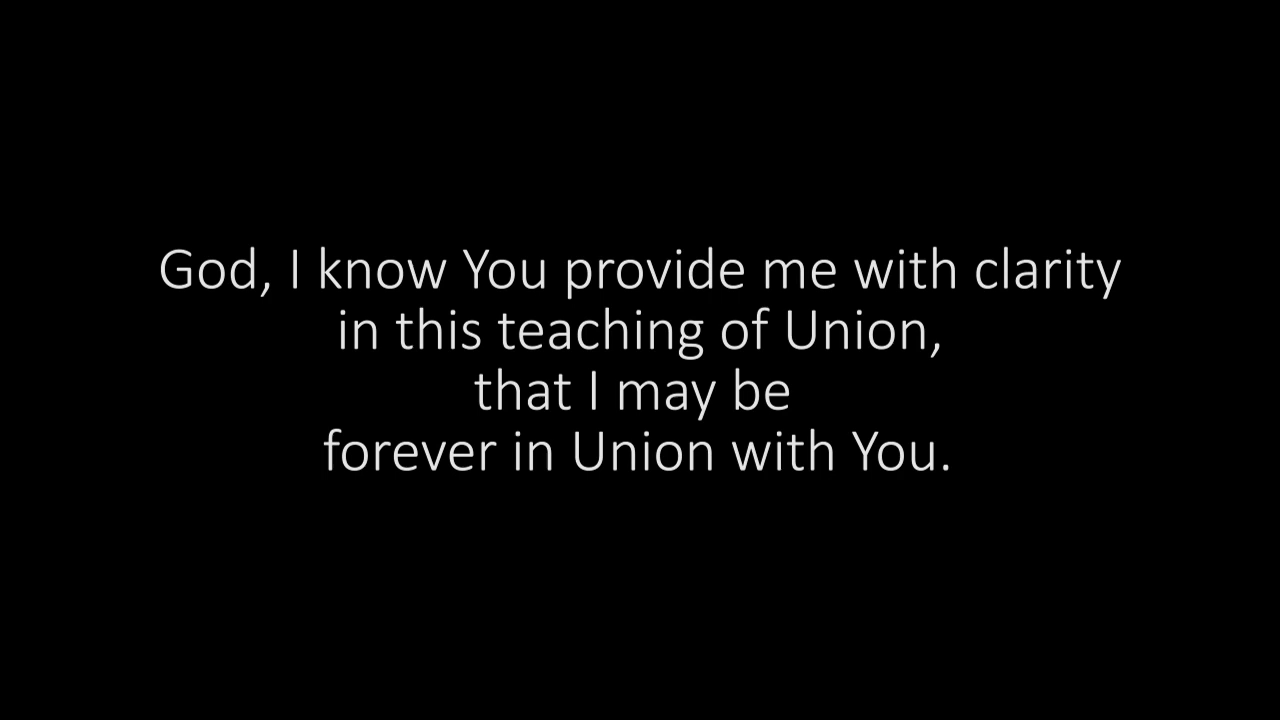 God, I know You provide me with clarity
in this teaching of Union,
that I may be
forever in Union with You.